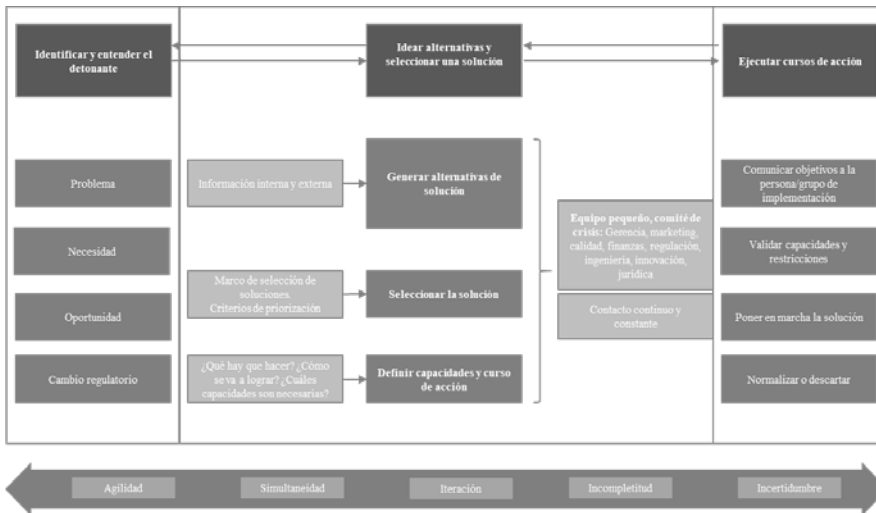 Identificar y entender el
detonante
Idear alternativas y
seleccionar una solución
Ejecutar cursos de acción
Problema
Necesidad
Oportunidad
Cambio regulatorio
Información interna y externa
Marco de selección de
soluciones.
Criterios de priorización
¿Qué hay que hacer? ¿Cómo
se va a lograr? ¿Cuáles
capacidades son necesarias?
Generar alternativas de
solución
Seleccionar la solución
Definir capacidades y curso
de acción
Equipo pequeño, comité de
crisis: Gerencia, marketing,
calidad, finanzas, regulación,
ingeniería, innovación,
jurídica
Contacto continuo y
constante
Comunicar objetivos a la
persona/grupo de
implementación
Validar capacidades y
restricciones
Poner en marcha la solución
Normalizar o descartar
Agilidad
Simultaneidad
Iteración
Incompletitud
Incertidumbre